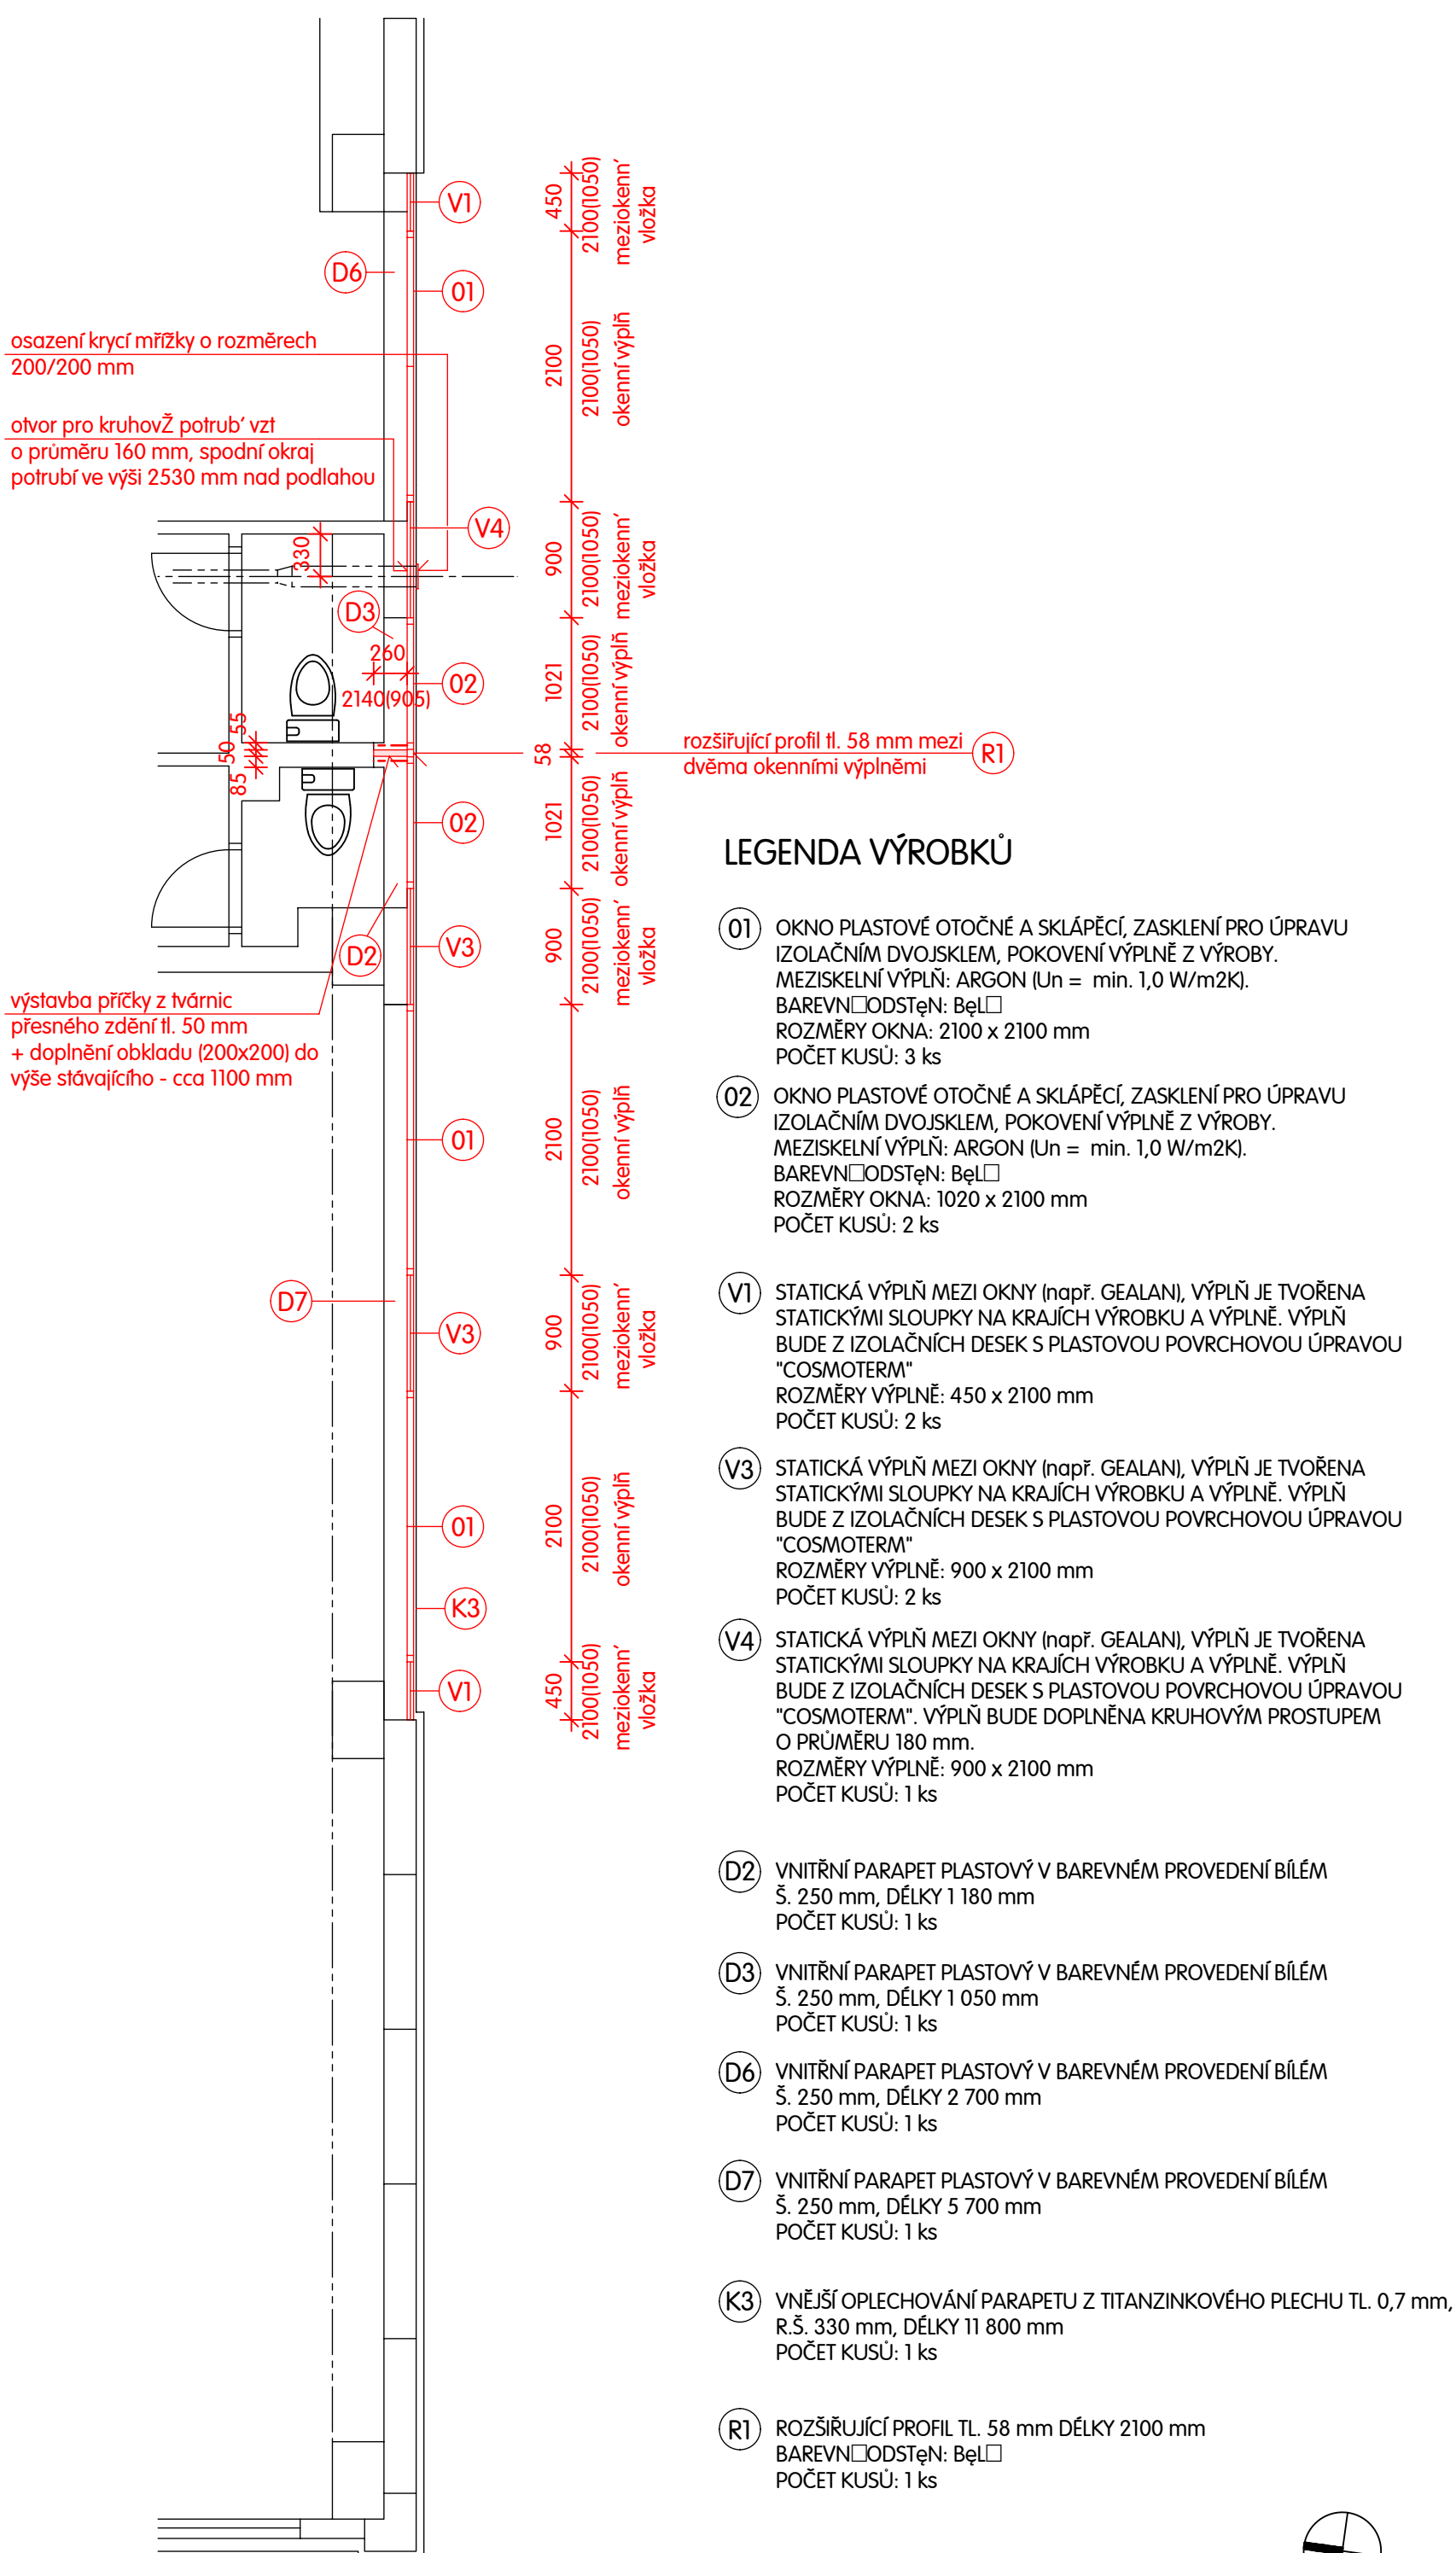 V1
450
2100(1050)
meziokenn’
vložka
D6
01
osazení krycí mřížky o rozměrech
200/200 mm
2100
2100(1050)
okenní výplň
otvor pro kruhovŽ potrub’ vzt
o průměru 160 mm, spodní okraj
potrubí ve výši 2530 mm nad podlahou
V4
330
900
2100(1050)
meziokenn’
vložka
D3
260
2140(905)
02
1021
2100(1050)
okenní výplň
55
50
85
58
rozšiřující profil tl. 58 mm mezi
dvěma okenními výplněmi
R1
02
1021
2100(1050)
okenní výplň
D2
V3
900
2100(1050)
meziokenn’
vložka
výstavba příčky z tvárnic
přesného zdění tl. 50 mm
+ doplnění obkladu (200x200) do
výše stávajícího - cca 1100 mm
01
2100
2100(1050)
okenní výplň
D7
V3
900
2100(1050)
meziokenn’
vložka
01
2100
2100(1050)
okenní výplň
K3
V1
450
2100(1050)
meziokenn’
vložka
LEGENDA VÝROBKŮ
01 OKNO PLASTOVÉ OTOČNÉ A SKLÁPĚCÍ, ZASKLENÍ PRO ÚPRAVU
IZOLAČNÍM DVOJSKLEM, POKOVENÍ VÝPLNĚ Z VÝROBY.
MEZISKELNÍ VÝPLŇ: ARGON (Un = min. 1,0 W/m2K).
BAREVN□ODSTęN: BęL□
ROZMĚRY OKNA: 2100 x 2100 mm
POČET KUSŮ: 3 ks
02 OKNO PLASTOVÉ OTOČNÉ A SKLÁPĚCÍ, ZASKLENÍ PRO ÚPRAVU
IZOLAČNÍM DVOJSKLEM, POKOVENÍ VÝPLNĚ Z VÝROBY.
MEZISKELNÍ VÝPLŇ: ARGON (Un = min. 1,0 W/m2K).
BAREVN□ODSTęN: BęL□
ROZMĚRY OKNA: 1020 x 2100 mm
POČET KUSŮ: 2 ks
V1 STATICKÁ VÝPLŇ MEZI OKNY (např. GEALAN), VÝPLŇ JE TVOŘENA
STATICKÝMI SLOUPKY NA KRAJÍCH VÝROBKU A VÝPLNĚ. VÝPLŇ
BUDE Z IZOLAČNÍCH DESEK S PLASTOVOU POVRCHOVOU ÚPRAVOU
"COSMOTERM"
ROZMĚRY VÝPLNĚ: 450 x 2100 mm
POČET KUSŮ: 2 ks
V3 STATICKÁ VÝPLŇ MEZI OKNY (např. GEALAN), VÝPLŇ JE TVOŘENA
STATICKÝMI SLOUPKY NA KRAJÍCH VÝROBKU A VÝPLNĚ. VÝPLŇ
BUDE Z IZOLAČNÍCH DESEK S PLASTOVOU POVRCHOVOU ÚPRAVOU
"COSMOTERM"
ROZMĚRY VÝPLNĚ: 900 x 2100 mm
POČET KUSŮ: 2 ks
V4 STATICKÁ VÝPLŇ MEZI OKNY (např. GEALAN), VÝPLŇ JE TVOŘENA
STATICKÝMI SLOUPKY NA KRAJÍCH VÝROBKU A VÝPLNĚ. VÝPLŇ
BUDE Z IZOLAČNÍCH DESEK S PLASTOVOU POVRCHOVOU ÚPRAVOU
"COSMOTERM". VÝPLŇ BUDE DOPLNĚNA KRUHOVÝM PROSTUPEM
O PRŮMĚRU 180 mm.
ROZMĚRY VÝPLNĚ: 900 x 2100 mm
POČET KUSŮ: 1 ks
D2 VNITŘNÍ PARAPET PLASTOVÝ V BAREVNÉM PROVEDENÍ BÍLÉM
Š. 250 mm, DÉLKY 1 180 mm
POČET KUSŮ: 1 ks
D3 VNITŘNÍ PARAPET PLASTOVÝ V BAREVNÉM PROVEDENÍ BÍLÉM
Š. 250 mm, DÉLKY 1 050 mm
POČET KUSŮ: 1 ks
D6 VNITŘNÍ PARAPET PLASTOVÝ V BAREVNÉM PROVEDENÍ BÍLÉM
Š. 250 mm, DÉLKY 2 700 mm
POČET KUSŮ: 1 ks
D7 VNITŘNÍ PARAPET PLASTOVÝ V BAREVNÉM PROVEDENÍ BÍLÉM
Š. 250 mm, DÉLKY 5 700 mm
POČET KUSŮ: 1 ks
K3 VNĚJŠÍ OPLECHOVÁNÍ PARAPETU Z TITANZINKOVÉHO PLECHU TL. 0,7 mm,
R.Š. 330 mm, DÉLKY 11 800 mm
POČET KUSŮ: 1 ks
R1 ROZŠIŘUJÍCÍ PROFIL TL. 58 mm DÉLKY 2100 mm
BAREVN□ODSTęN: BęL□
POČET KUSŮ: 1 ks